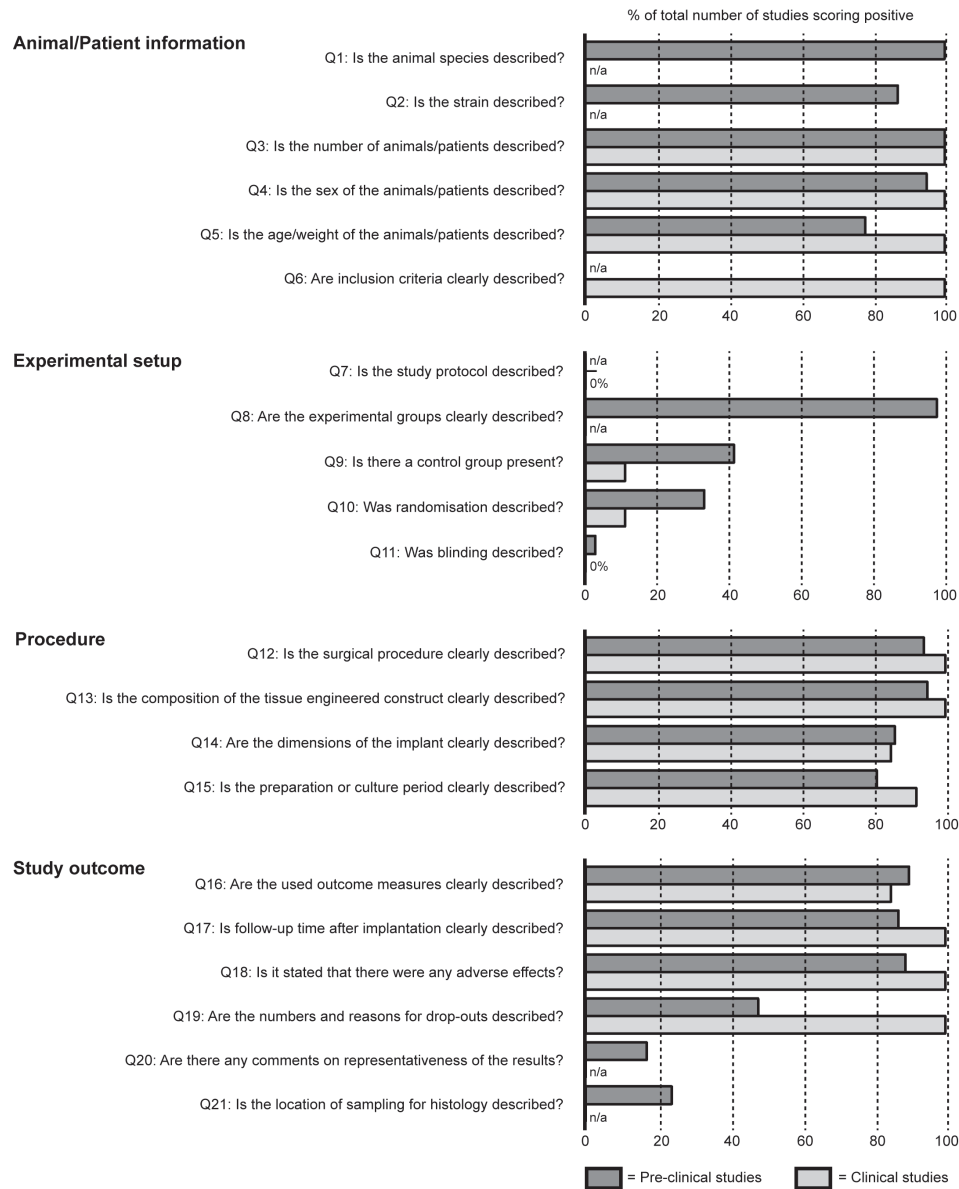 % of total number of studies scoring positive
Animal/Patient information
Q1: Is the animal species described?
n/a
Q2: Is the strain described?
n/a
Q3: Is the number of animals/patients described?
Q4: Is the sex of the animals/patients described?
Q5: Is the age/weight of the animals/patients described?
n/a
Q6: Are inclusion criteria clearly described?
0 20 40 60 80 100
Experimental setup
n/a
Q7: Is the study protocol described?
0%
Q8: Are the experimental groups clearly described?
n/a
Q9: Is there a control group present?
Q10: Was randomisation described?
Q11: Was blinding described?
0%
0 20 40 60 80 100
Procedure
Q12: Is the surgical procedure clearly described?
Q13: Is the composition of the tissue engineered construct clearly described?
Q14: Are the dimensions of the implant clearly described?
Q15: Is the preparation or culture period clearly described?
0 20 40 60 80 100
Study outcome
Q16: Are the used outcome measures clearly described?
Q17: Is follow-up time after implantation clearly described?
Q18: Is it stated that there were any adverse effects?
Q19: Are the numbers and reasons for drop-outs described?
Q20: Are there any comments on representativeness of the results?
n/a
Q21: Is the location of sampling for histology described?
n/a
0 20 40 60 80 100
= Pre-clinical studies = Clinical studies